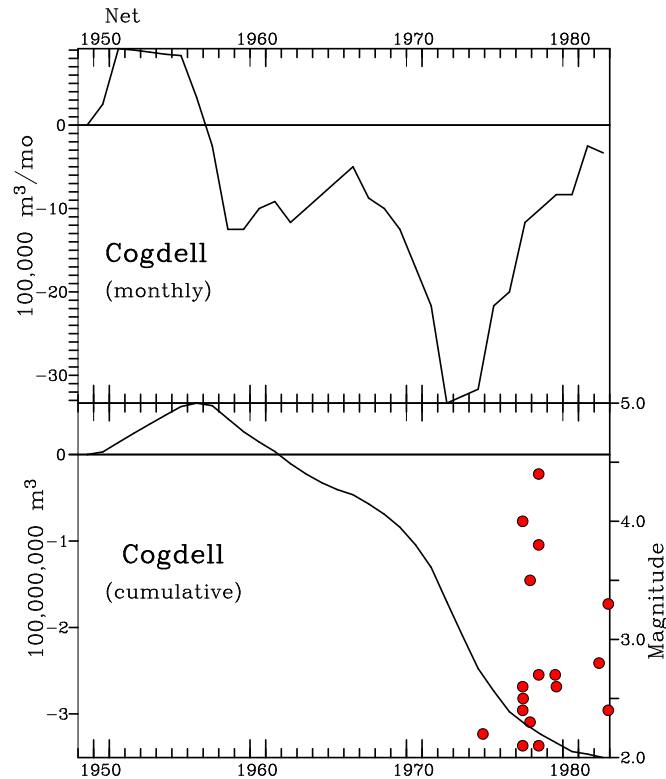 Net
1950 1960 1970 1980
0
-10
-20
-30
100,000 m³/mo
Cogdell
(monthly)
5.0
4.0
3.0
2.0
Magnitude
0
-1
-2
-3
100,000,000 m³
Cogdell
(cumulative)
1950 1960 1970 1980